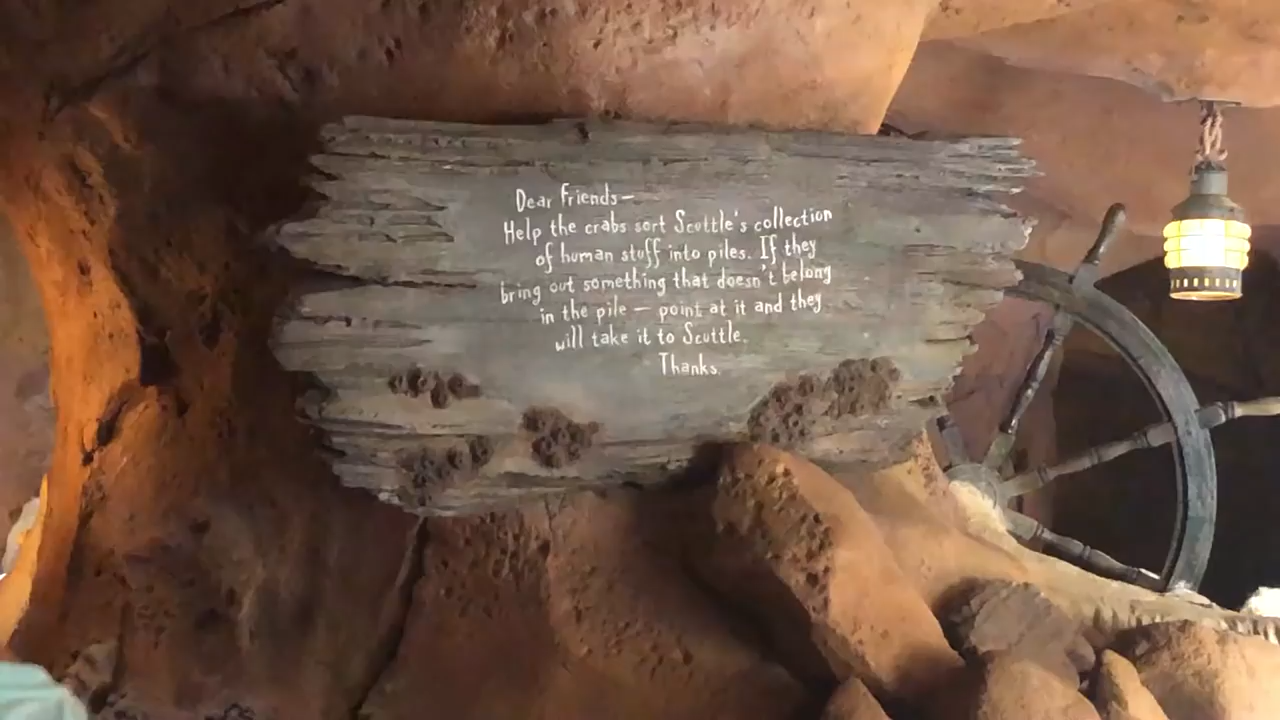 Dear Friends—
Help the crabs sort Scuttle's collection
of human stuff into piles. If they
bring out something that doesn't belong
in the pile — point at it and they
will take it to Scuttle.
Thanks.